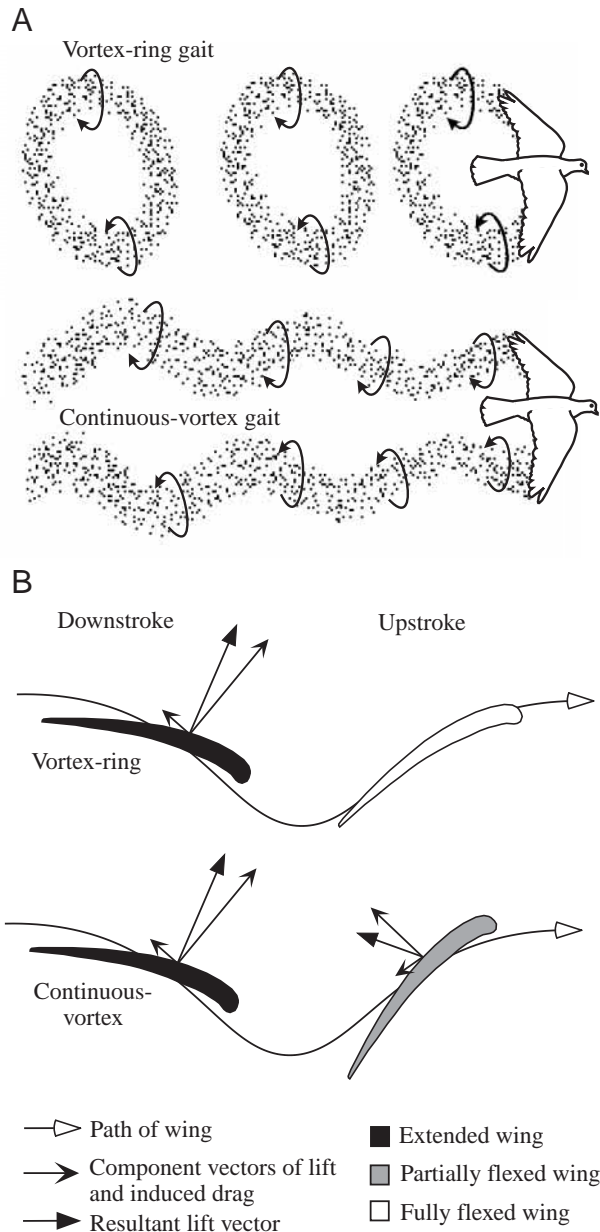 A
Vortex-ring gait
Continuous-vortex gait
B
Downstroke
Upstroke
Vortex-ring
Continuous-
vortex
Path of wing
Component vectors of lift
and induced drag
Resultant lift vector
Extended wing
Partially flexed wing
Fully flexed wing